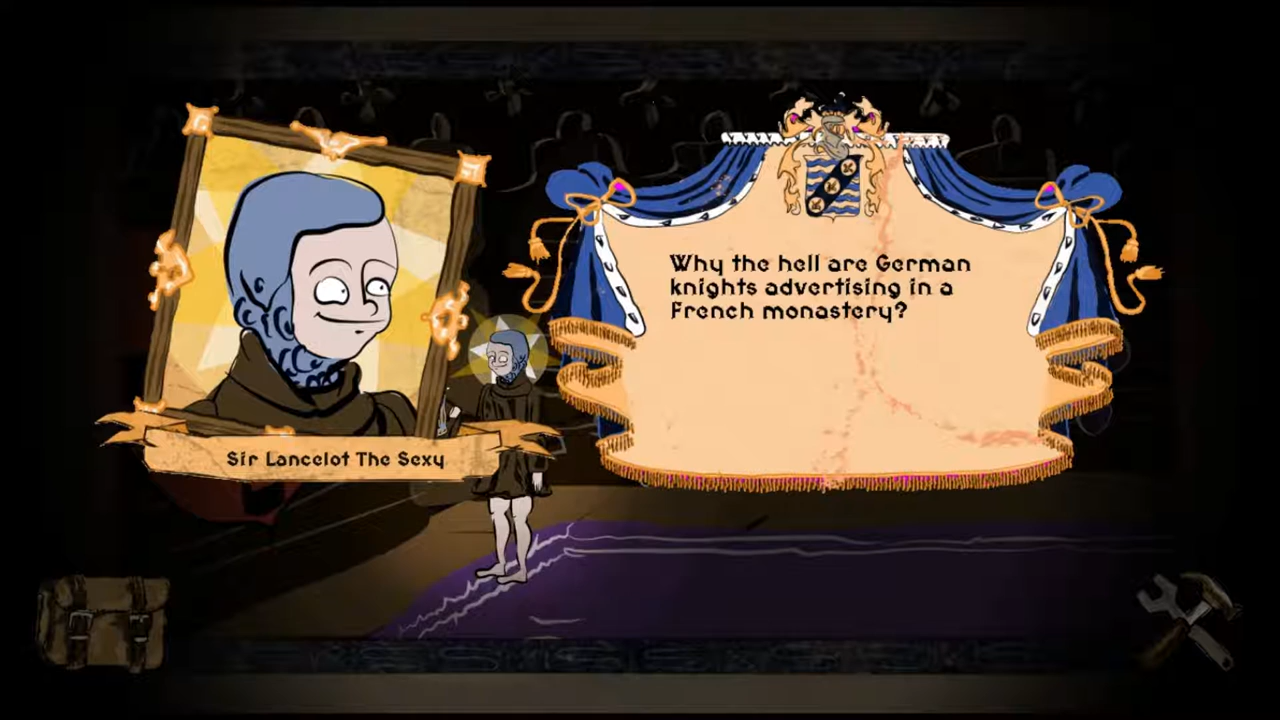 Why the hell are German
knights advertising in a
French monastery?
Sir Lancelot The Sexy